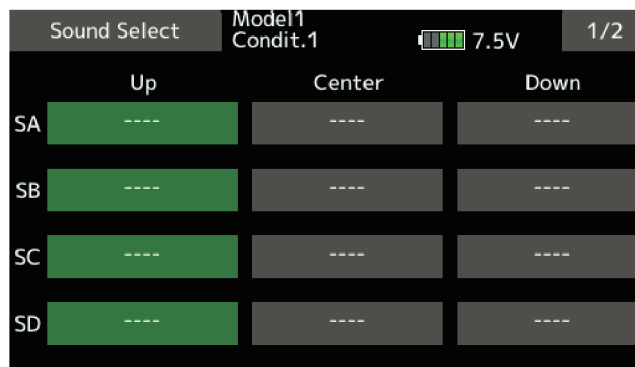 Sound Select
Model1
Condit.1
7.5V
1/2
Up Center Down
SA ---- ---- ----
SB ---- ---- ----
SC ---- ---- ----
SD ---- ---- ----